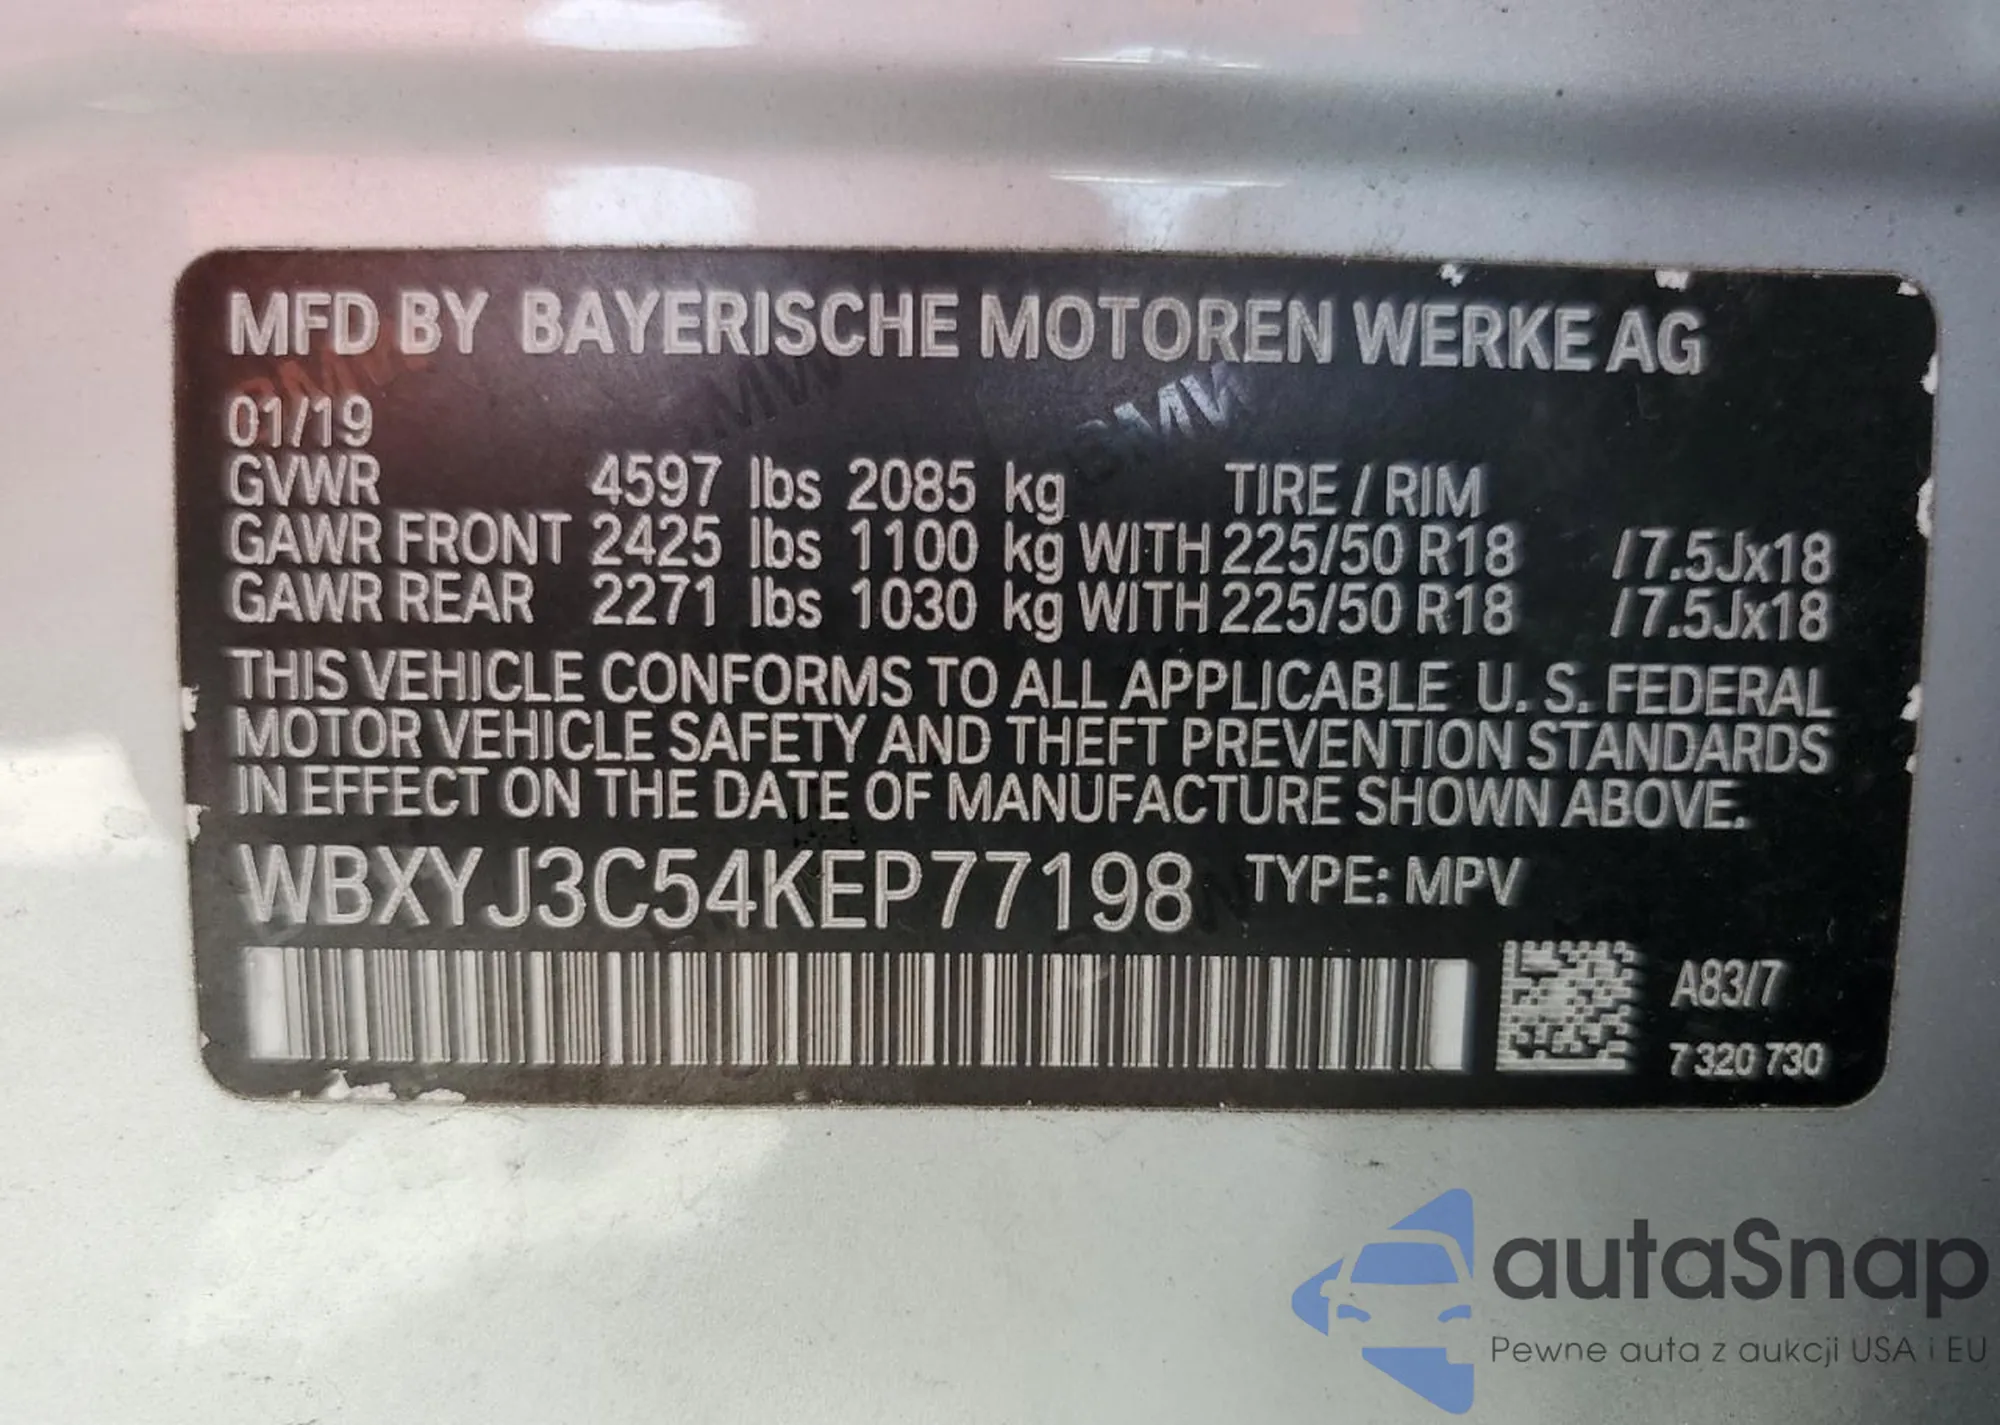 MFD BY BAYERISCHE MOTOREN WERKE AG
BMW BMW BMW
01/19
GVWR 4597 lbs 2085 kg TIRE / RIM
GAWR FRONT 2425 lbs 1100 kg WITH 225/50 R18 /7.5Jx18
GAWR REAR 2271 lbs 1030 kg WITH 225/50 R18 /7.5Jx18
THIS VEHICLE CONFORMS TO ALL APPLICABLE U. S. FEDERAL
MOTOR VEHICLE SAFETY AND THEFT PREVENTION STANDARDS
IN EFFECT ON THE DATE OF MANUFACTURE SHOWN ABOVE.
WBXYJ3C54KEP77198 TYPE: MPV
A83/7
7 320 730
autaSnap
Pewne auta z aukcji USA i EU